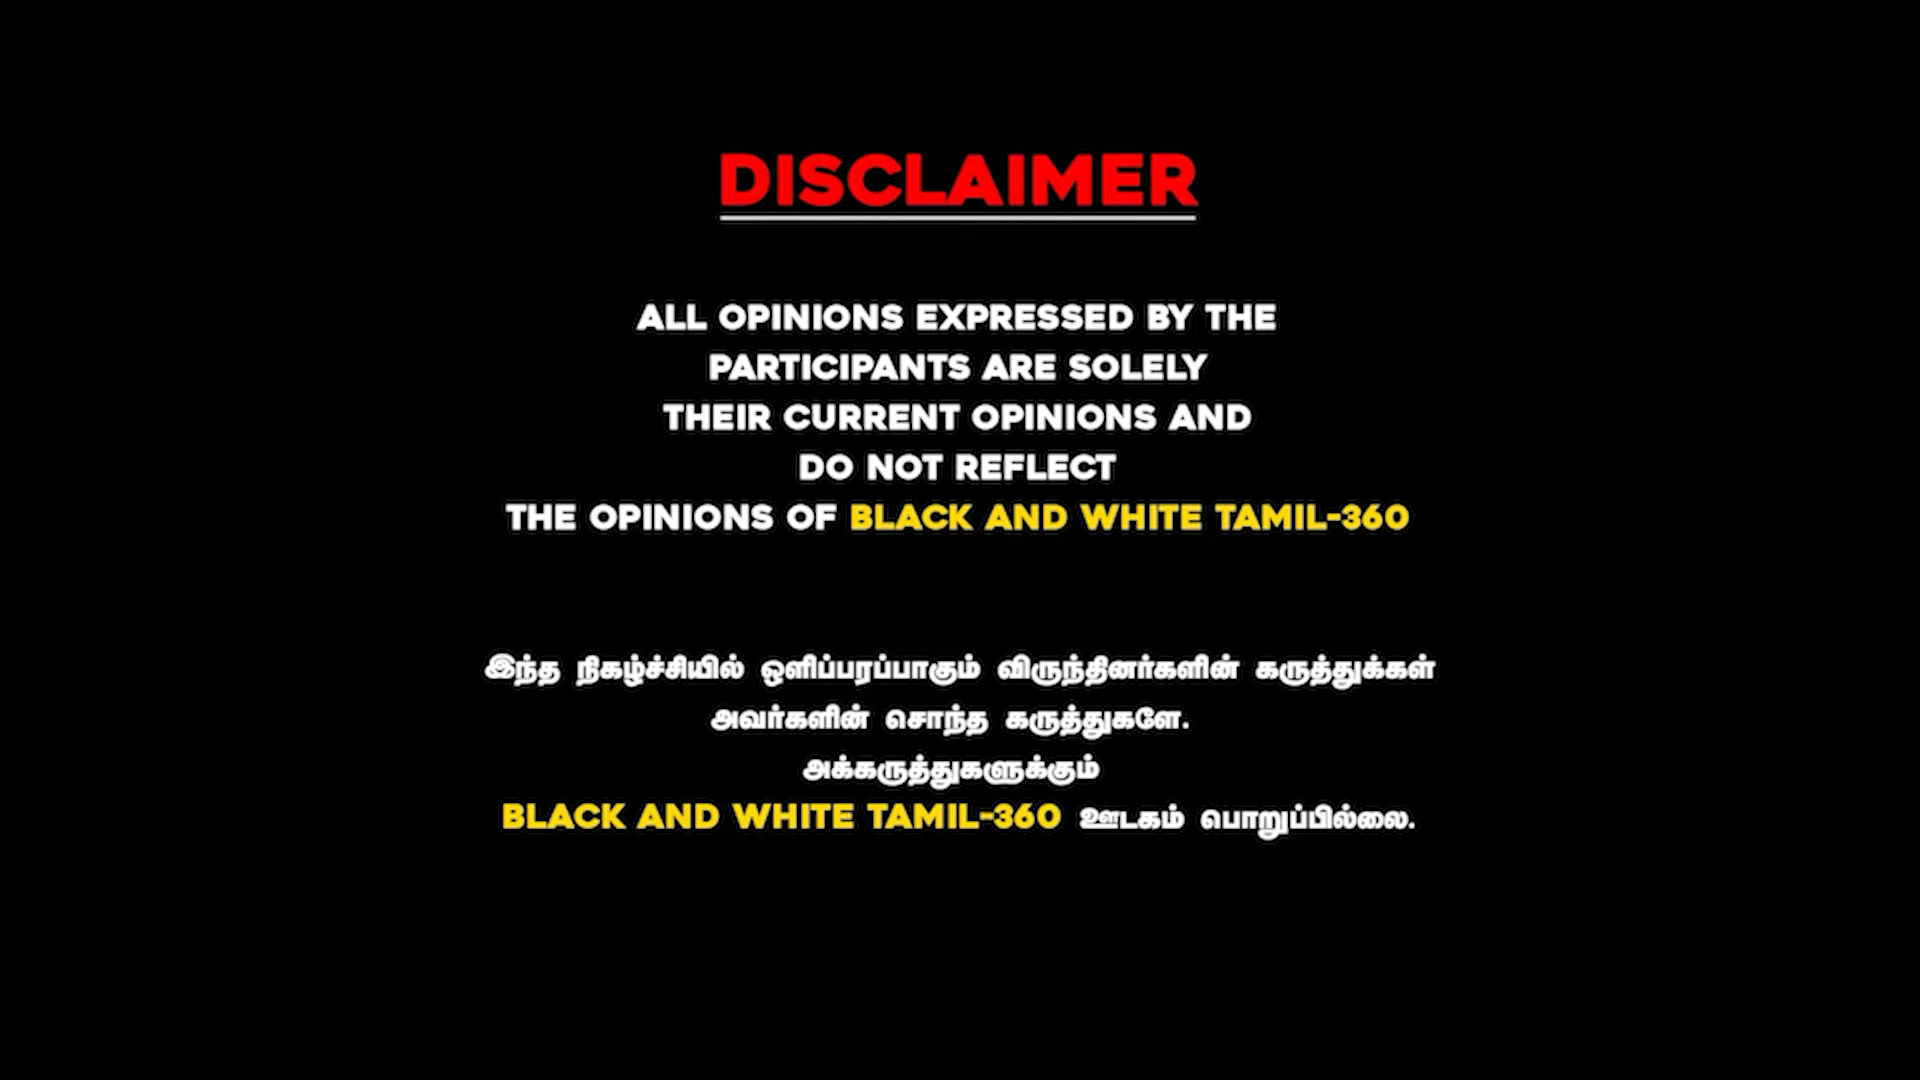 DISCLAIMER
ALL OPINIONS EXPRESSED BY THE
PARTICIPANTS ARE SOLELY
THEIR CURRENT OPINIONS AND
DO NOT REFLECT
THE OPINIONS OF BLACK AND WHITE TAMIL-360
இந்த நிகழ்ச்சியில் ஒளிப்பரப்பாகும் விருந்தினர்களின் கருத்துக்கள்
அவர்களின் சொந்த கருத்துகளே.
அக்கருத்துகளுக்கும்
BLACK AND WHITE TAMIL-360 ஊடகம் பொறுப்பில்லை.